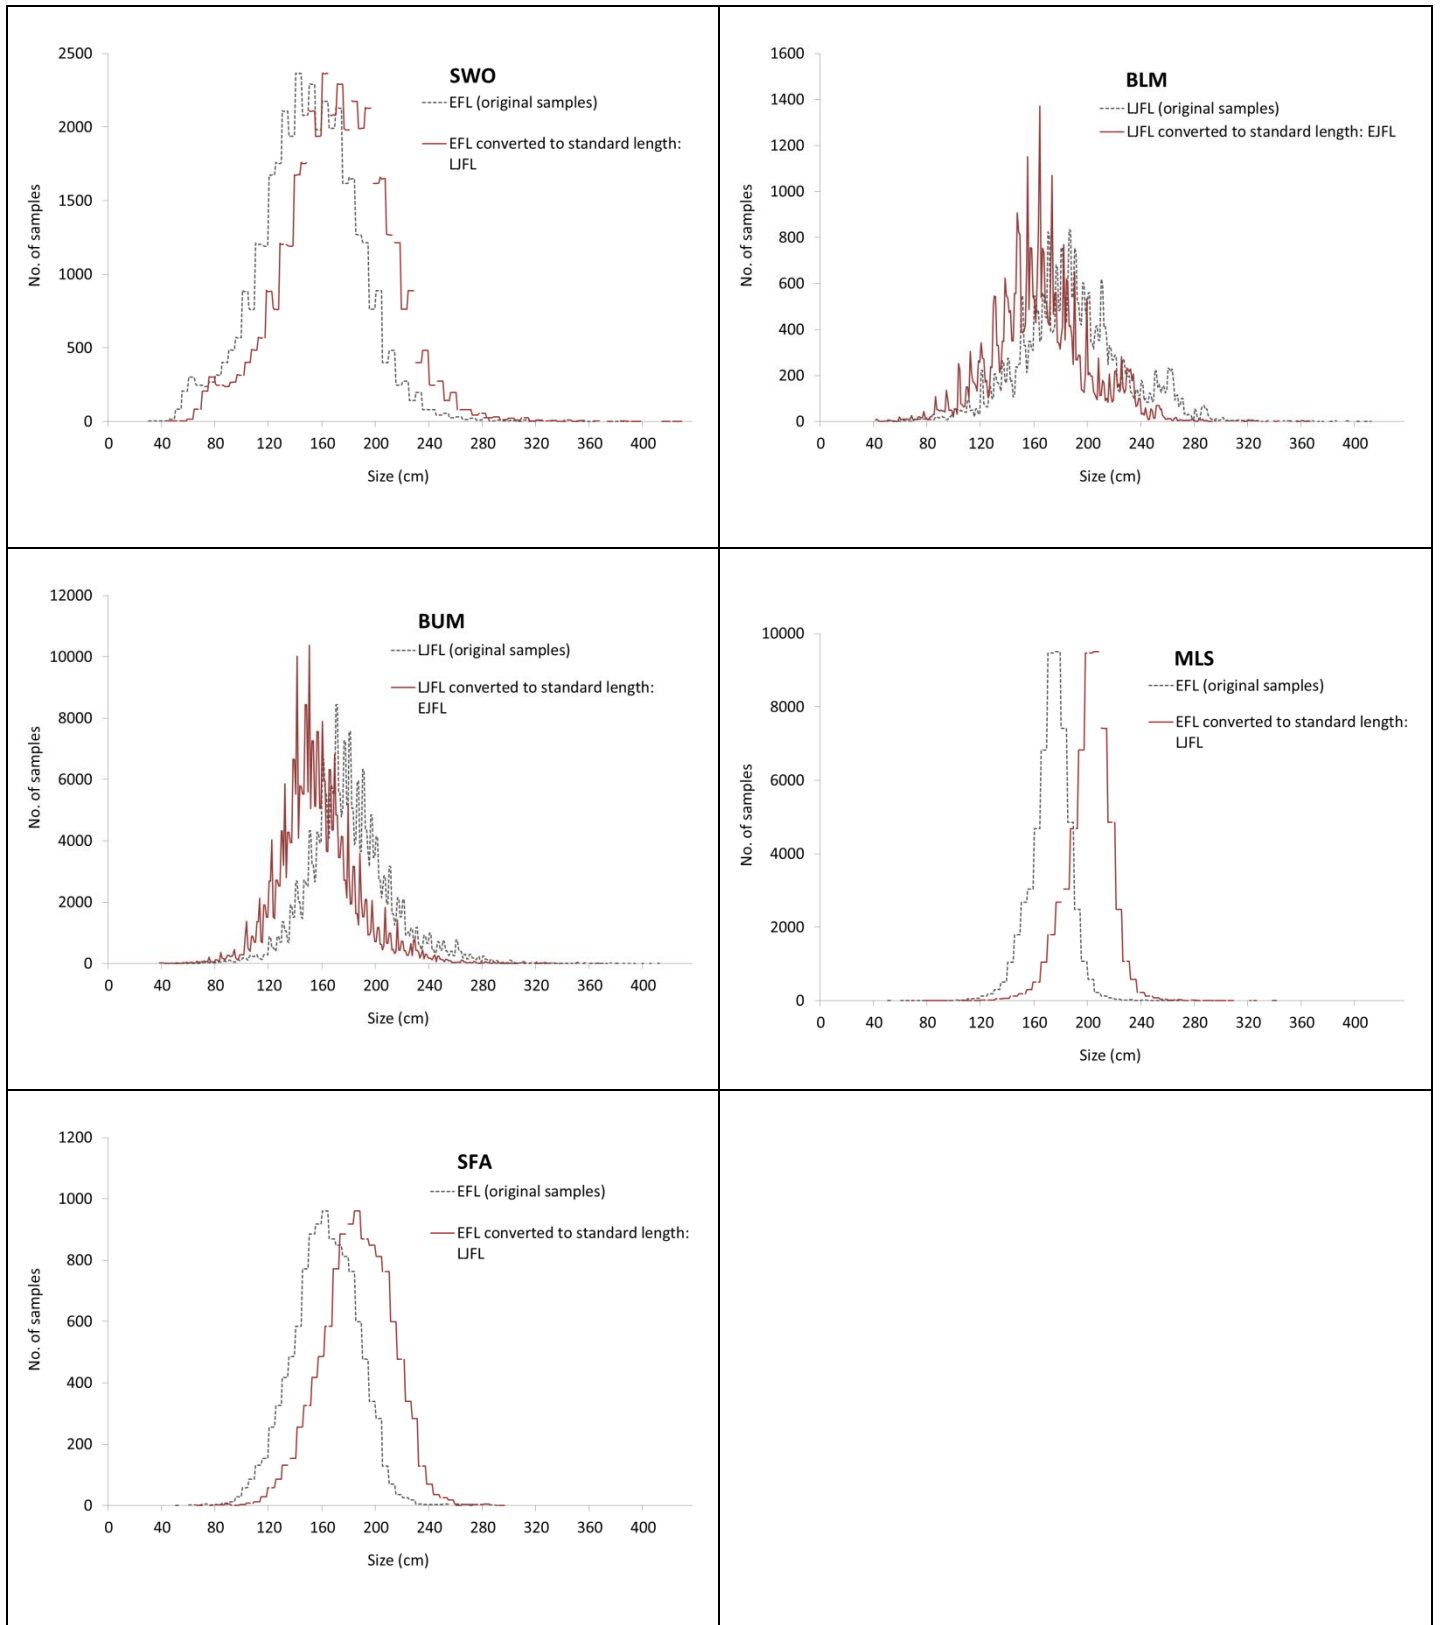 SWO
EFL (original samples)
EFL converted to standard length:
LJFL
No. of samples
2500
2000
1500
1000
500
0
0 40 80 120 160 200 240 280 320 360 400
Size (cm)
BLM
LJFL (original samples)
LJFL converted to standard length: EJFL
No. of samples
1600
1400
1200
1000
800
600
400
200
0
0 40 80 120 160 200 240 280 320 360 400
Size (cm)
BUM
LJFL (original samples)
LJFL converted to standard length:
EJFL
No. of samples
12000
10000
8000
6000
4000
2000
0
0 40 80 120 160 200 240 280 320 360 400
Size (cm)
MLS
EFL (original samples)
EFL converted to standard length:
LJFL
No. of samples
10000
8000
6000
4000
2000
0
0 40 80 120 160 200 240 280 320 360 400
Size (cm)
SFA
EFL (original samples)
EFL converted to standard length:
LJFL
No. of samples
1200
1000
800
600
400
200
0
0 40 80 120 160 200 240 280 320 360 400
Size (cm)